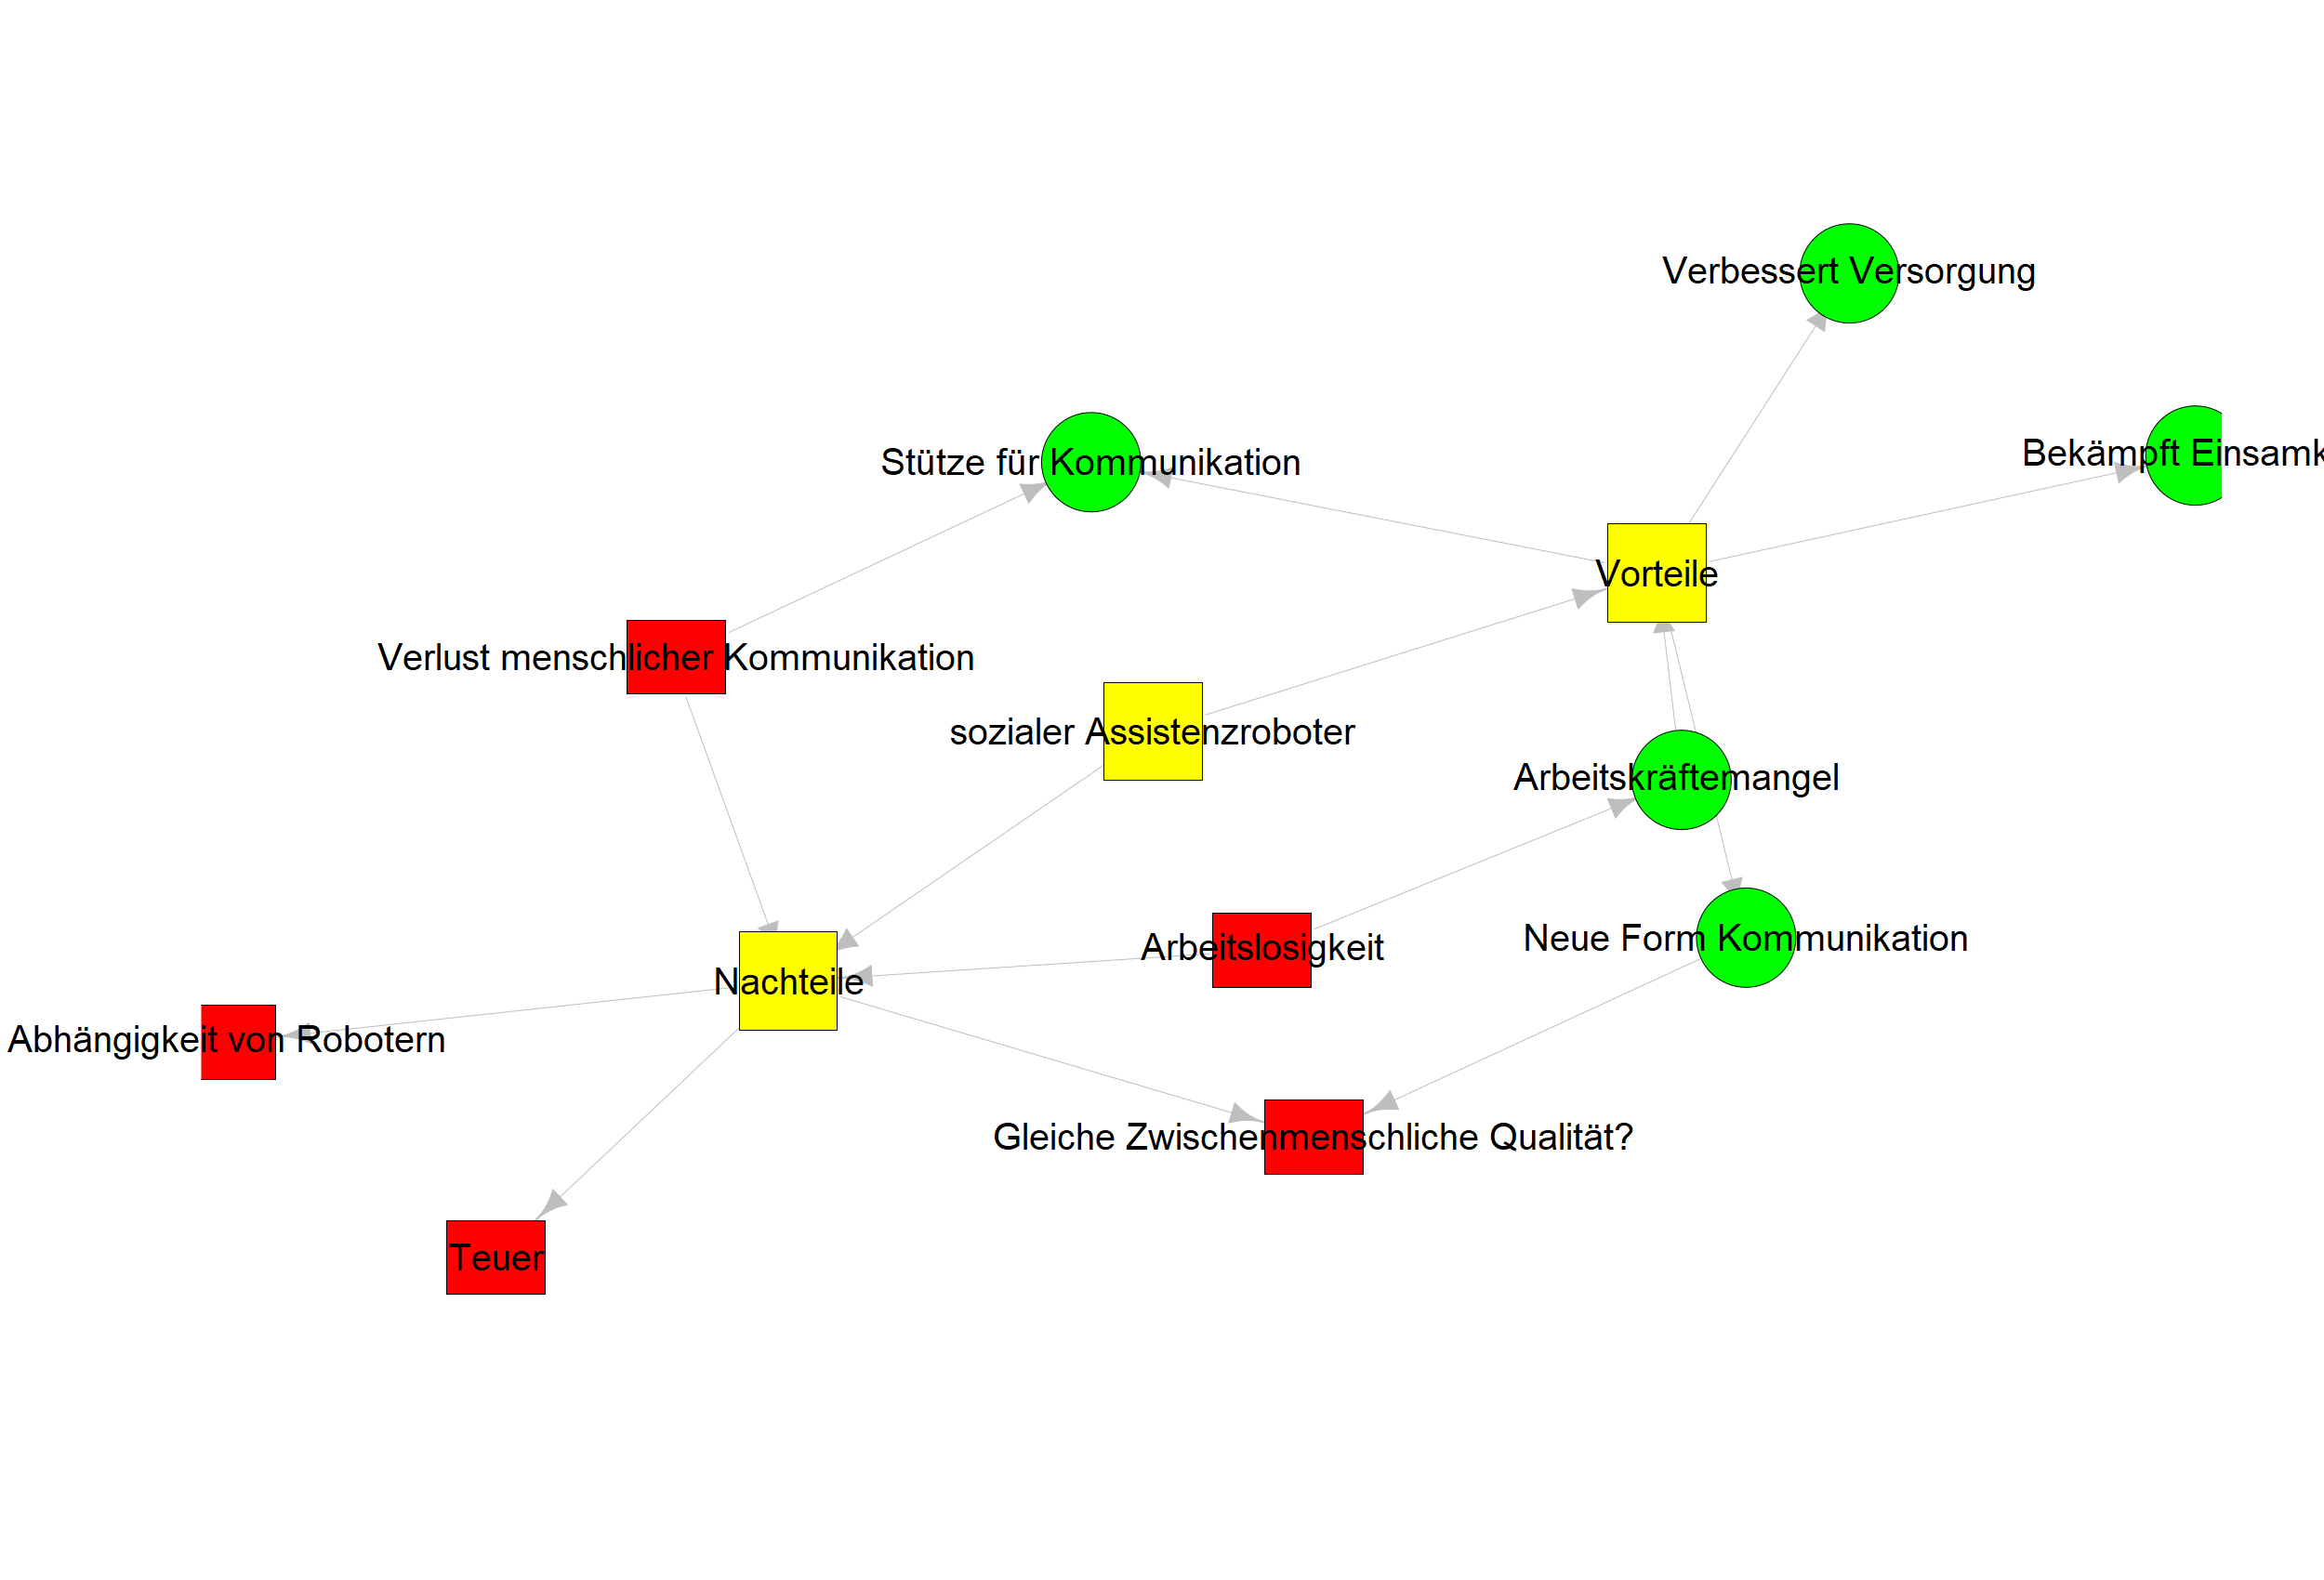 Verbessert Versorgung
Bekämpft Einsamk
Stütze für Kommunikation
Vorteile
Verlust menschlicher Kommunikation
sozialer Assistenzroboter
Arbeitskräftemangel
Neue Form Kommunikation
Arbeitslosigkeit
Nachteile
Abhängigkeit von Robotern
Gleiche Zwischenmenschliche Qualität?
Teuer